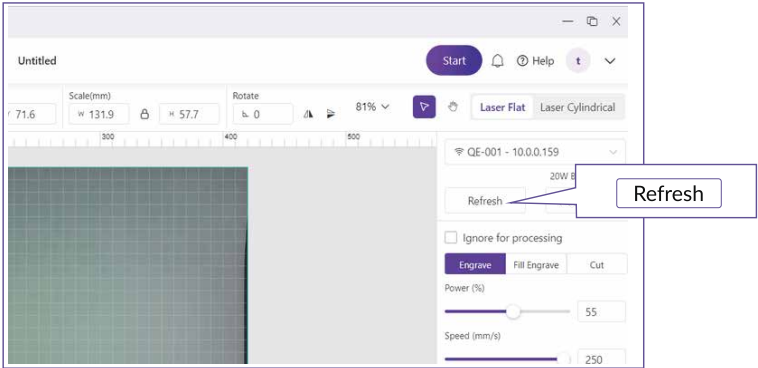 Untitled
Start
Help
t
Scale(mm)
Rotate
71.6
W 131.9
H 57.7
0
81%
Laser Flat
Laser Cylindrical
300
400
500
QE-001 - 10.0.0.159
20W
Refresh
Refresh
Ignore for processing
Engrave
Fill Engrave
Cut
Power (%)
55
Speed (mm/s)
250